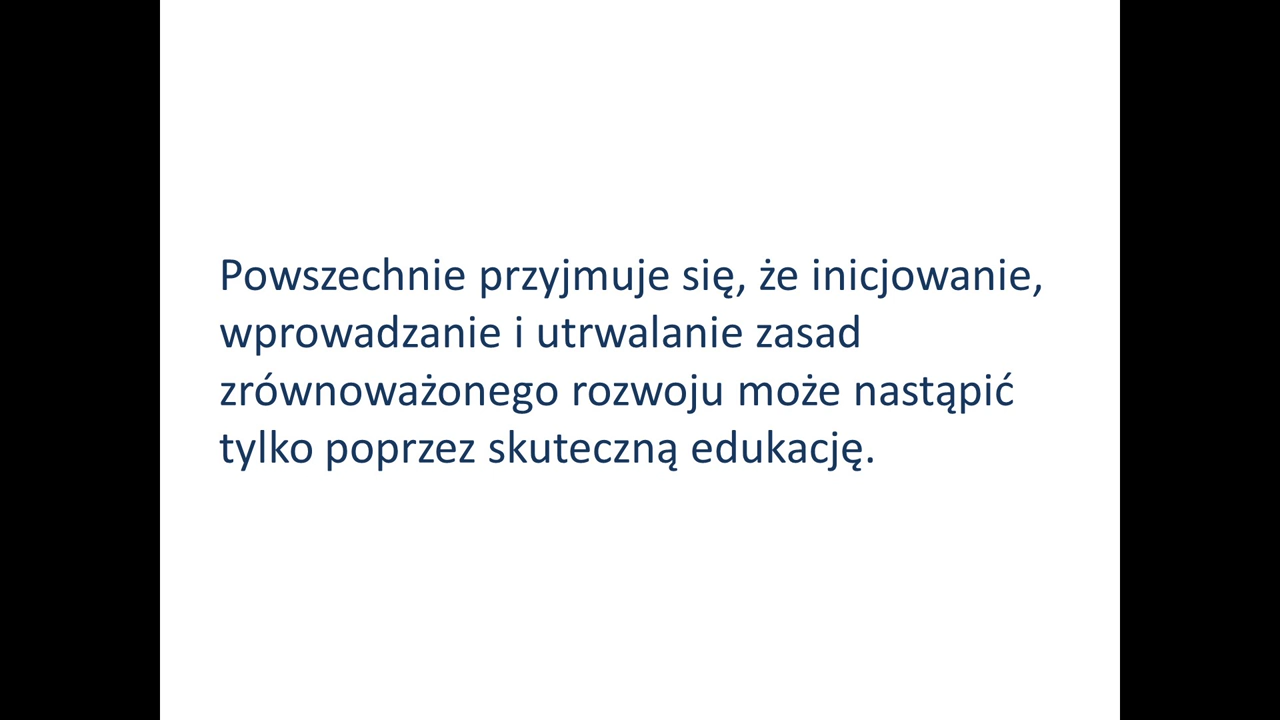 Powszechnie przyjmuje się, że inicjowanie,
wprowadzanie i utrwalanie zasad
zrównoważonego rozwoju może nastąpić
tylko poprzez skuteczną edukację.